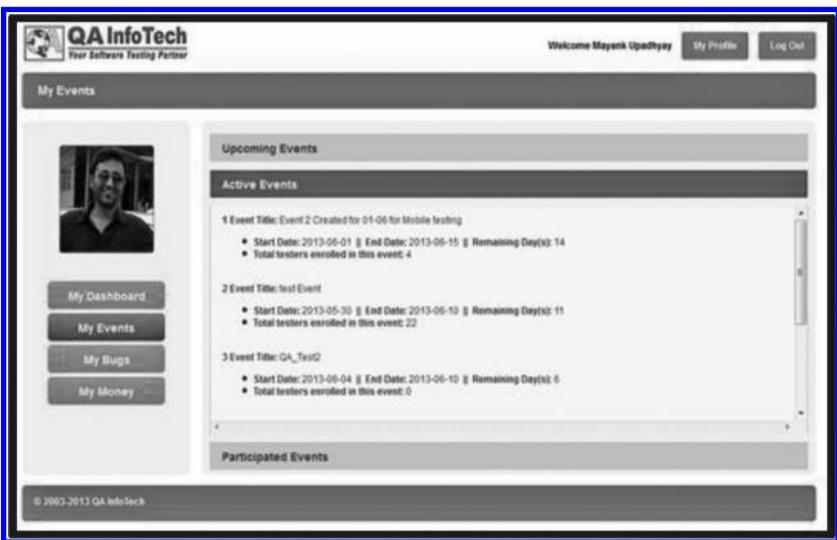 QA InfoTech
Your Software Testing Partner
Welcome Mayank Upadhyay
My Profile
Log Out
My Events
My Dashboard
My Events
My Bugs
My Money
Upcoming Events
Active Events
1 Event Title: Event 2 Created for 01-06 for Mobile testing
• Start Date: 2013-06-01 || End Date: 2013-06-15 || Remaining Day(s): 14
• Total testers enrolled in this event: 4
2 Event Title: test Event
• Start Date: 2013-05-30 || End Date: 2013-06-10 || Remaining Day(s): 11
• Total testers enrolled in this event: 22
3 Event Title: QA_Test2
• Start Date: 2013-06-04 || End Date: 2013-06-10 || Remaining Day(s): 6
• Total testers enrolled in this event: 0
Participated Events
© 2003-2013 QA InfoTech